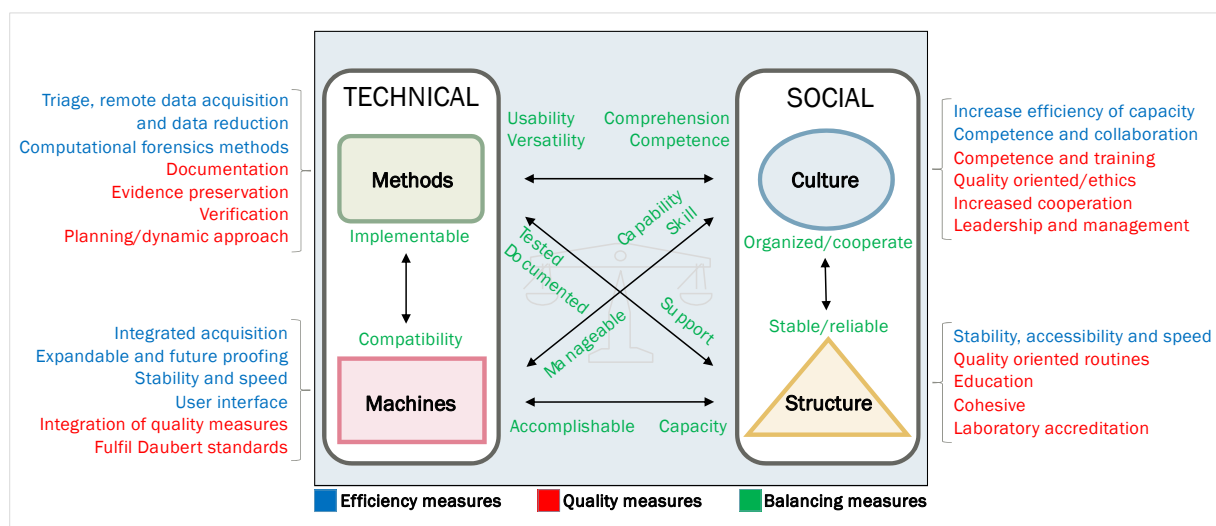 Triage, remote data acquisition
and data reduction
Computational forensics methods
Documentation
Evidence preservation
Verification
Planning/dynamic approach
Integrated acquisition
Expandable and future proofing
Stability and speed
User interface
Integration of quality measures
Fulfil Daubert standards
TECHNICAL
Methods
Implementable
Compatibility
Machines
Usability
Versatility
Comprehension
Competence
Capability
Skill
Tested
Documented
Manageable
Support
Accomplishable
Capacity
SOCIAL
Culture
Organized/cooperate
Stable/reliable
Structure
Increase efficiency of capacity
Competence and collaboration
Competence and training
Quality oriented/ethics
Increased cooperation
Leadership and management
Stability, accessibility and speed
Quality oriented routines
Education
Cohesive
Laboratory accreditation
Efficiency measures
Quality measures
Balancing measures